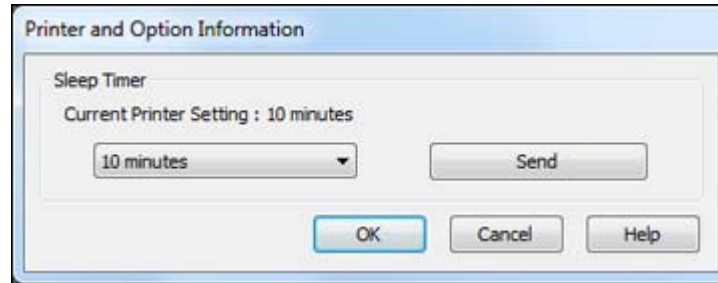 Printer and Option Information
Sleep Timer
Current Printer Setting : 10 minutes
10 minutes
Send
OK
Cancel
Help